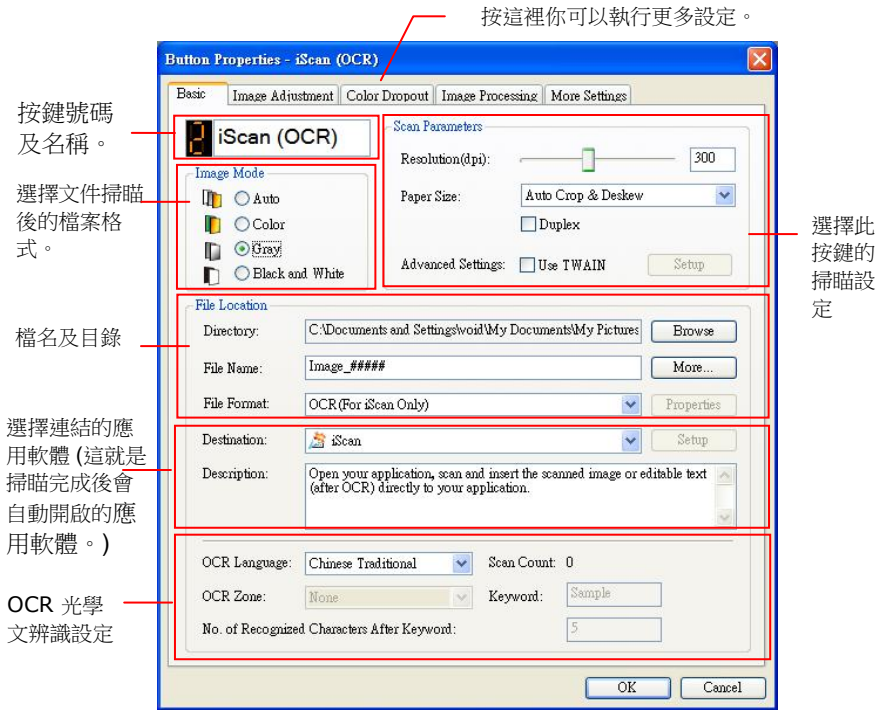 按這裡你可以執行更多設定。
Button Properties - iScan (OCR)
Basic Image Adjustment Color Dropout Image Processing More Settings
按鍵號碼
及名稱。
2 iScan (OCR)
選擇文件掃瞄
後的檔案格
式。
Image Mode
Auto
Color
Gray
Black and White
Scan Parameters
Resolution(dpi): 300
Paper Size: Auto Crop & Deskew
Duplex
Advanced Settings: Use TWAIN Setup
選擇此
按鍵的
掃瞄設
定
檔名及目錄
File Location
Directory: C:\Documents and Settings\void\My Documents\My Pictures Browse
File Name: Image_##### More...
File Format: OCR(For iScan Only) Properties
選擇連結的應
用軟體 (這就是
掃瞄完成後會
自動開啟的應
用軟體。)
Destination: iScan Setup
Description: Open your application, scan and insert the scanned image or editable text
(after OCR) directly to your application.
OCR 光學
文辨識設定
OCR Language: Chinese Traditional Scan Count: 0
OCR Zone: None Keyword: Sample
No. of Recognized Characters After Keyword: 5
OK Cancel